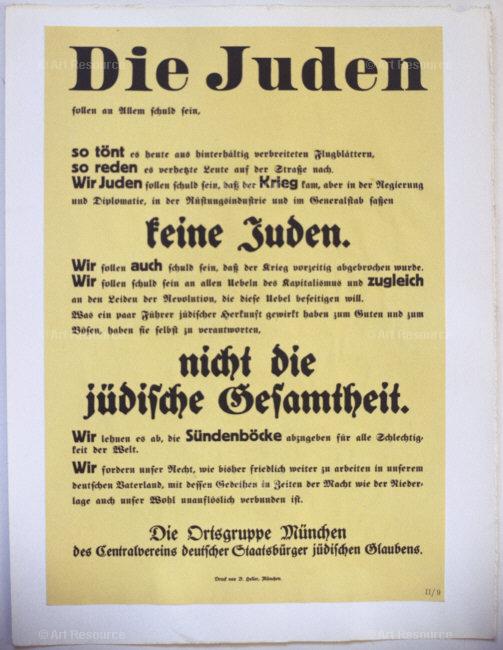 Die Juden
sollen an Allem schuld sein,
so tönt es heute aus hinterhältig verbreiteten Flugblättern,
so reden es verhetzte Leute auf der Straße nach.
Wir Juden sollen schuld sein, daß der Krieg kam, aber in der Regierung
und Diplomatie, in der Rüstungsindustrie und im Generalstab saßen
keine Juden.
Wir sollen auch schuld sein, daß der Krieg vorzeitig abgebrochen wurde.
Wir sollen schuld sein an allen Uebeln des Kapitalismus und zugleich
an den Leiden der Revolution, die diese Uebel beseitigen will.
Was ein paar Führer jüdischer Herkunft gewirkt haben zum Guten und zum
Bösen, haben sie selbst zu verantworten,
nicht die
jüdische Gesamtheit.
Wir lehnen es ab, die Sündenböcke abzugeben für alle Schlechtig-
keit der Welt.
Wir fordern unser Recht, wie bisher friedlich weiter zu arbeiten in unserem
deutschen Vaterland, mit dessen Gedeihen in Zeiten der Macht wie der Nieder-
lage auch unser Wohl unauflöslich verbunden ist.
Die Ortsgruppe München
des Centralvereins deutscher Staatsbürger jüdischen Glaubens.
Druck von B. Heller, München.
II/9
© Art Resource
© Art Resource
© Art Resource
© Art Resource
© Art Resource
© Art Resource